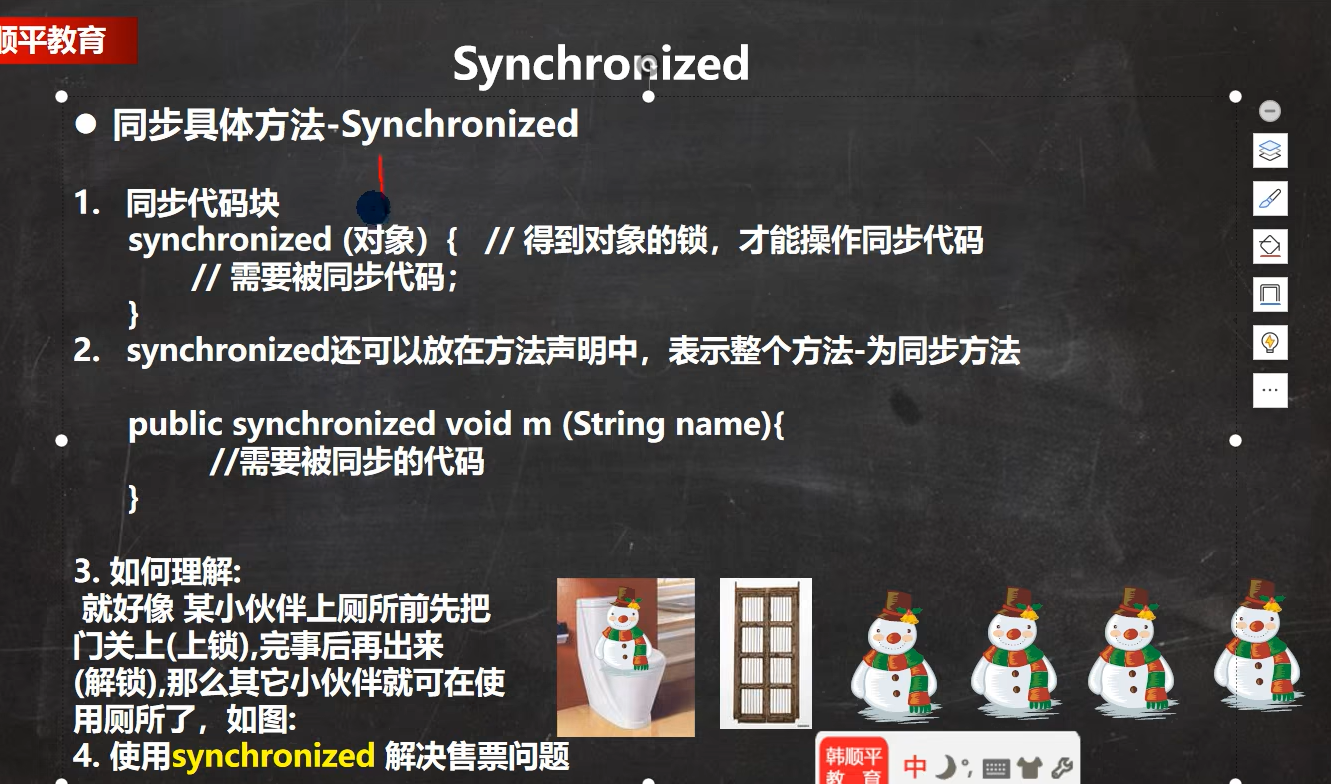 顺平教育
Synchronized
同步具体方法-Synchronized
1. 同步代码块
synchronized (对象）{ // 得到对象的锁，才能操作同步代码
// 需要被同步代码；
}
2. synchronized还可以放在方法声明中，表示整个方法-为同步方法
public synchronized void m (String name){
//需要被同步的代码
}
3. 如何理解:
就好像 某小伙伴上厕所前先把
门关上(上锁),完事后再出来
(解锁),那么其它小伙伴就可在使
用厕所了，如图:
4. 使用synchronized 解决售票问题
韩顺平
教 育
中